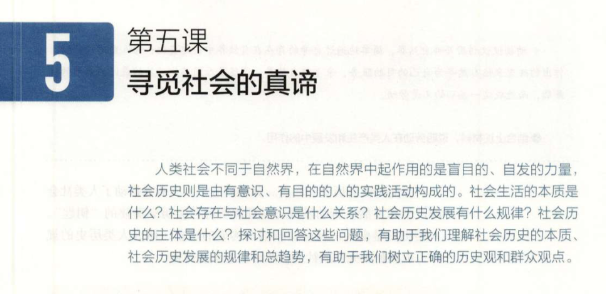 5
第五课
寻觅社会的真谛
人类社会不同于自然界，在自然界中起作用的是盲目的、自发的力量，
社会历史则是由有意识、有目的的人的实践活动构成的。社会生活的本质是
什么？社会存在与社会意识是什么关系？社会历史发展有什么规律？社会历
史的主体是什么？探讨和回答这些问题，有助于我们理解社会历史的本质、
社会历史发展的规律和总趋势，有助于我们树立正确的历史观和群众观点。